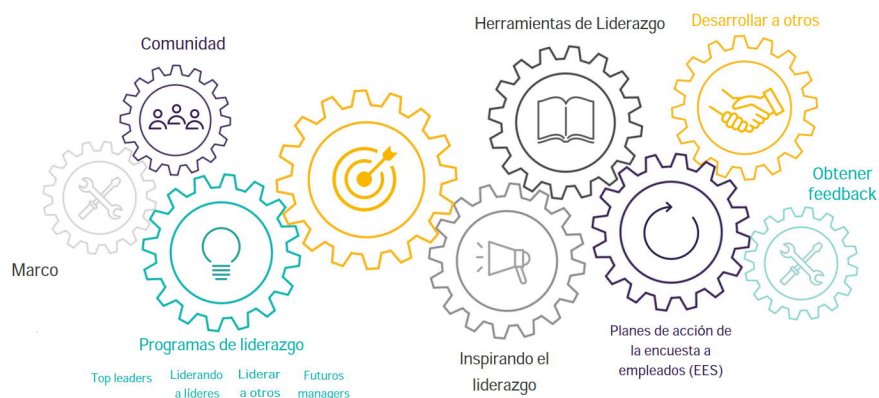 Comunidad
Herramientas de Liderazgo
Desarrollar a otros
Obtener
feedback
Marco
Programas de liderazgo
Top leaders
Liderando
a líderes
Liderar
a otros
Futuros
managers
Inspirando el
liderazgo
Planes de acción de
la encuesta a
empleados (EES)